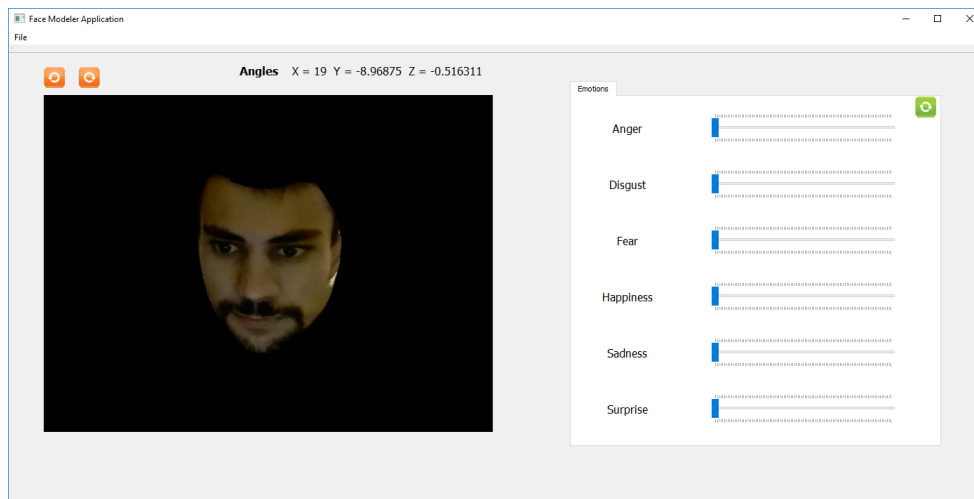 Face Modeler Application
File
Angles X = 19 Y = -8.96875 Z = -0.516311
Emotions
Anger
Disgust
Fear
Happiness
Sadness
Surprise